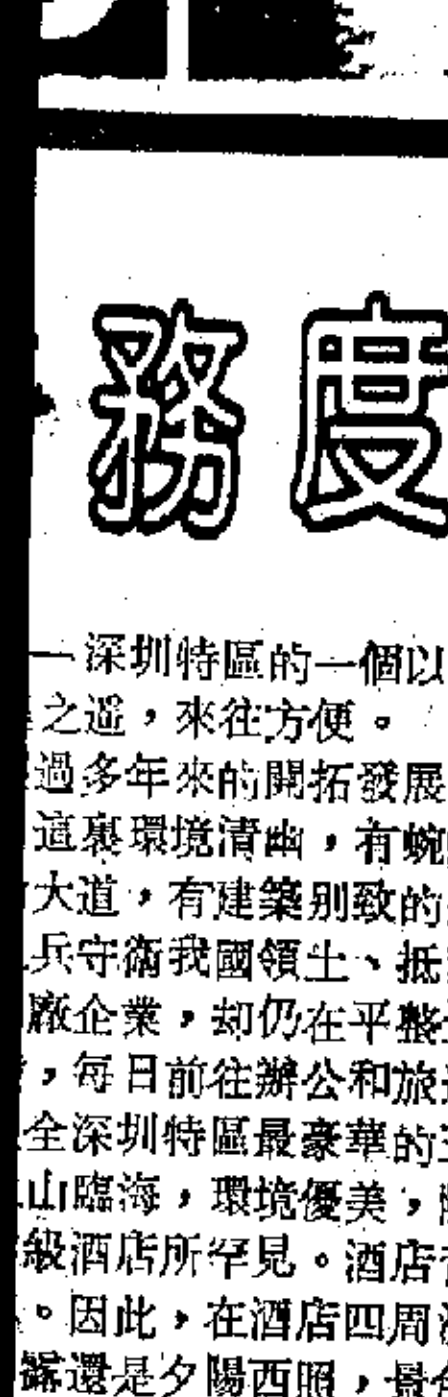 務度
一深圳特區的一個以
之遥，來往方便。
過多年來的開拓發展
這裏環境清幽，有蜿
大道，有建築别致的
兵守衛我國領土、抵
廠企業，却仍在平整
，每日前往辦公和旅
全深圳特區最豪華的
山臨海，環境優美，
級酒店所罕見。酒店
。因此，在酒店四周
還是夕陽西照，景